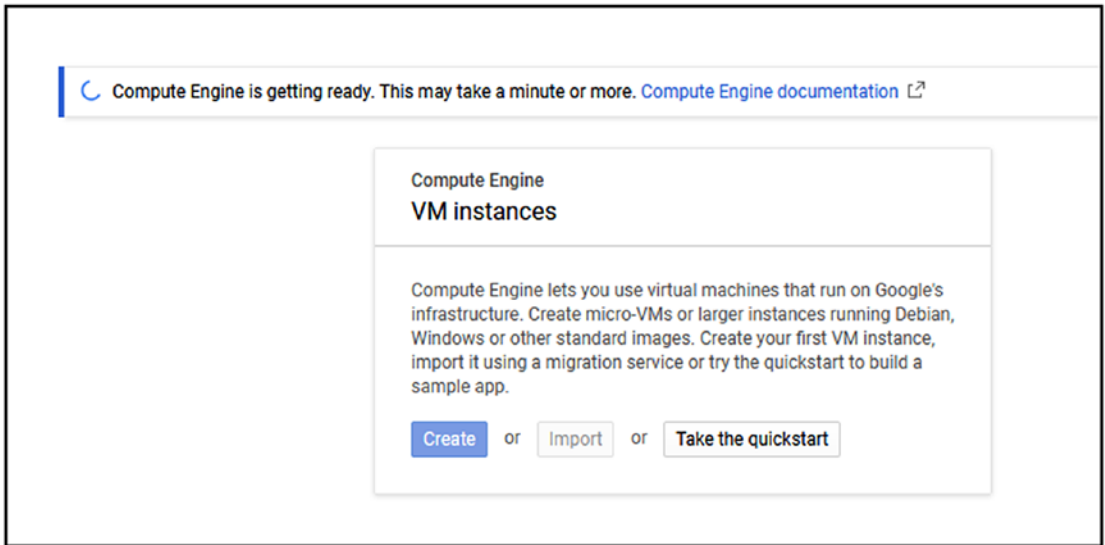 Compute Engine is getting ready. This may take a minute or more. Compute Engine documentation
Compute Engine
VM instances
Compute Engine lets you use virtual machines that run on Google's
infrastructure. Create micro-VMs or larger instances running Debian,
Windows or other standard images. Create your first VM instance,
import it using a migration service or try the quickstart to build a
sample app.
Create or Import or Take the quickstart